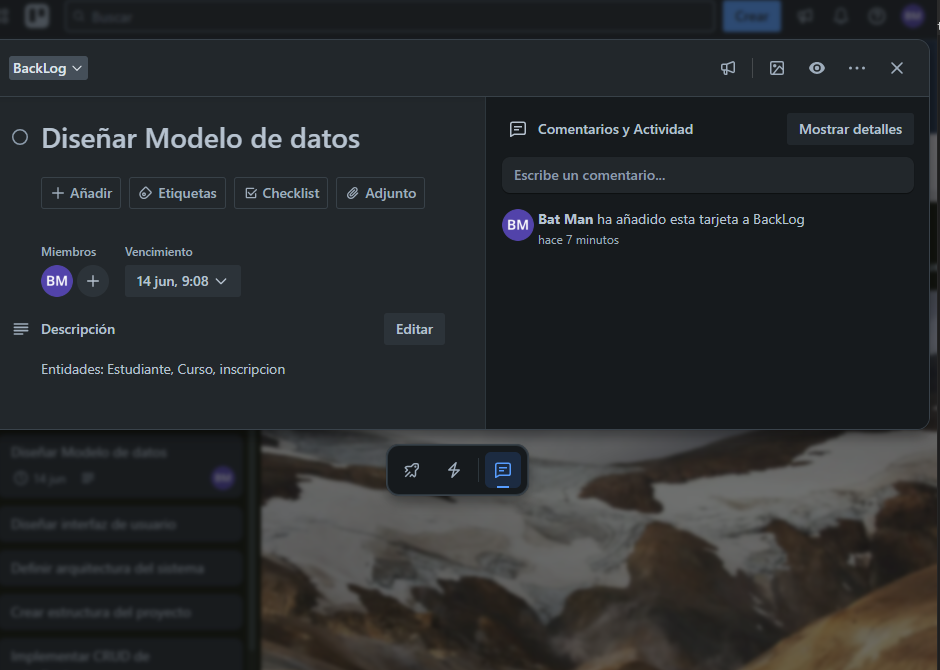 Buscar
Crear
BM
BackLog
Diseñar Modelo de datos
Añadir
Etiquetas
Checklist
Adjunto
Miembros
Vencimiento
BM
14 jun, 9:08
Descripción
Editar
Entidades: Estudiante, Curso, inscripcion
Comentarios y Actividad
Mostrar detalles
Escribe un comentario...
BM
Bat Man ha añadido esta tarjeta a BackLog
hace 7 minutos
Diseñar Modelo de datos
14 jun
BM
Diseñar interfaz de usuario
Definir arquitectura del sistema
Crear estructura del proyecto
Implementar CRUD de